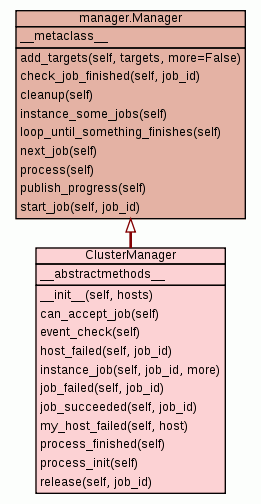 manager.Manager
__metaclass__
add_targets(self, targets, more=False)
check_job_finished(self, job_id)
cleanup(self)
instance_some_jobs(self)
loop_until_something_finishes(self)
next_job(self)
process(self)
publish_progress(self)
start_job(self, job_id)
ClusterManager
__abstractmethods__
__init__(self, hosts)
can_accept_job(self)
event_check(self)
host_failed(self, job_id)
instance_job(self, job_id, more)
job_failed(self, job_id)
job_succeeded(self, job_id)
my_host_failed(self, host)
process_finished(self)
process_init(self)
release(self, job_id)